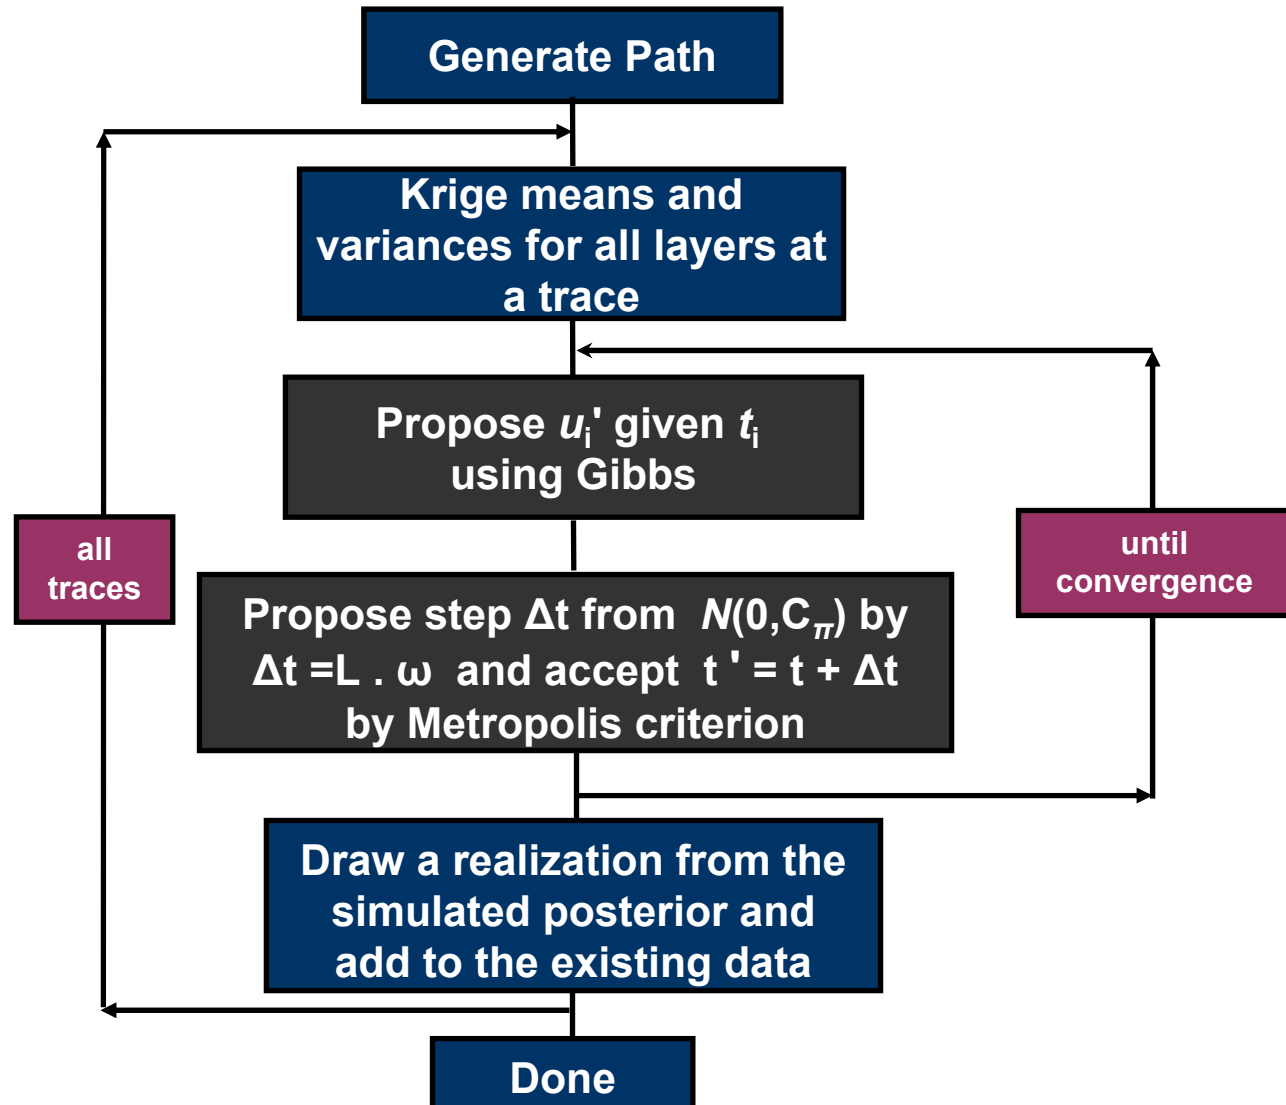 Generate Path
Krige means and
variances for all layers at
a trace
Propose uᵢ' given tᵢ
using Gibbs
all
traces
until
convergence
Propose step Δt from N(0,C_π) by
Δt =L . ω and accept t ' = t + Δt
by Metropolis criterion
Draw a realization from the
simulated posterior and
add to the existing data
Done